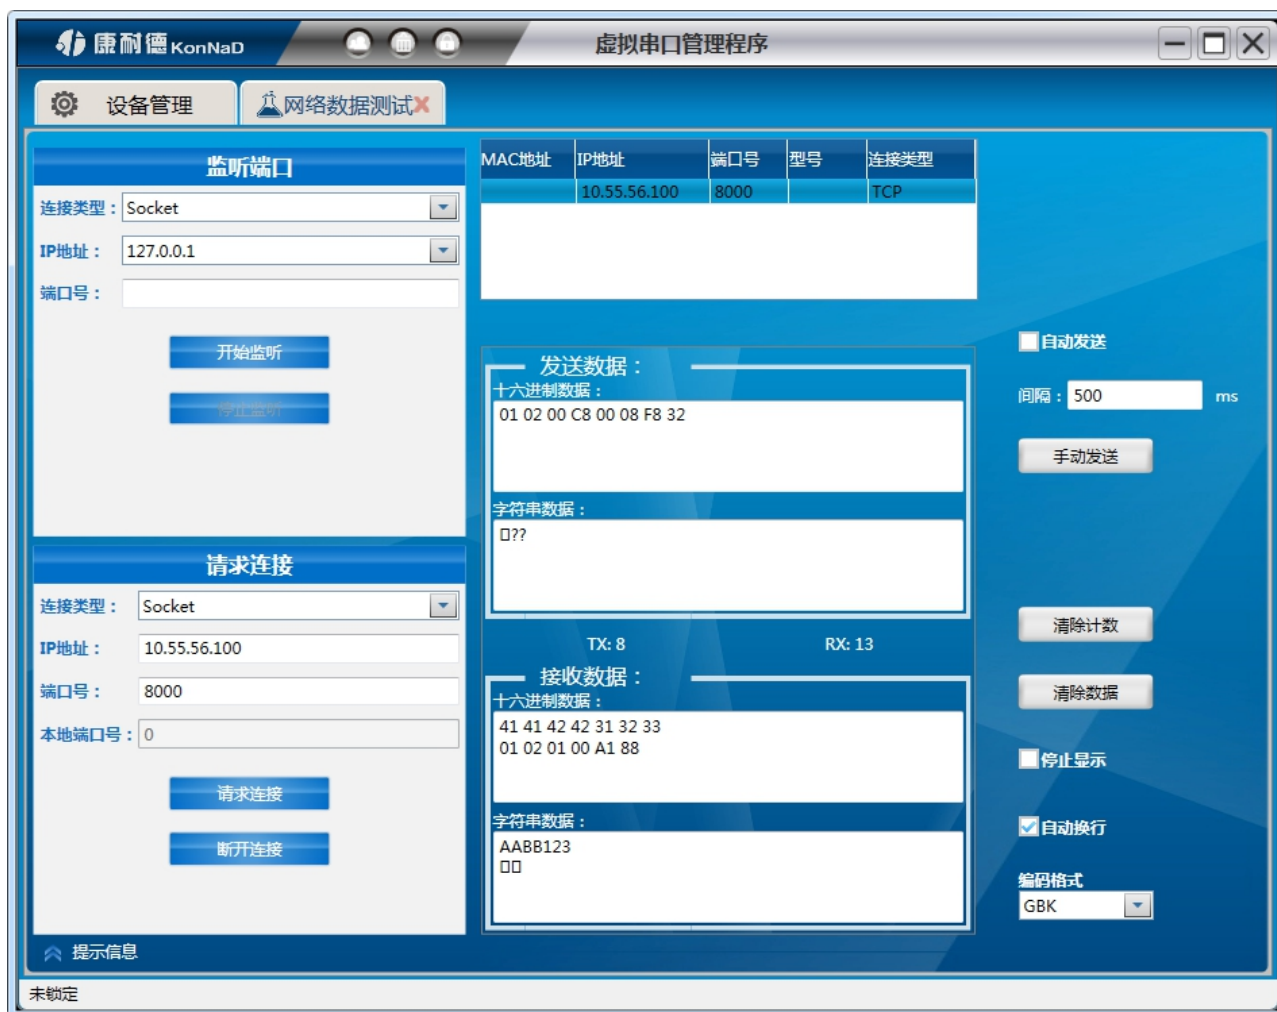 康耐德 KonNaD
虚拟串口管理程序
设备管理
网络数据测试
监听端口
连接类型：Socket
IP地址：127.0.0.1
端口号：
开始监听
停止监听
请求连接
连接类型：Socket
IP地址：10.55.56.100
端口号：8000
本地端口号：0
请求连接
断开连接
MAC地址 IP地址 端口号 型号 连接类型
10.55.56.100 8000 TCP
发送数据：
十六进制数据：
01 02 00 C8 00 08 F8 32
字符串数据：
□??
TX: 8 RX: 13
接收数据：
十六进制数据：
41 41 42 42 31 32 33
01 02 01 00 A1 88
字符串数据：
AABB123
□□
自动发送
间隔：500 ms
手动发送
清除计数
清除数据
停止显示
自动换行
编码格式
GBK
提示信息
未锁定